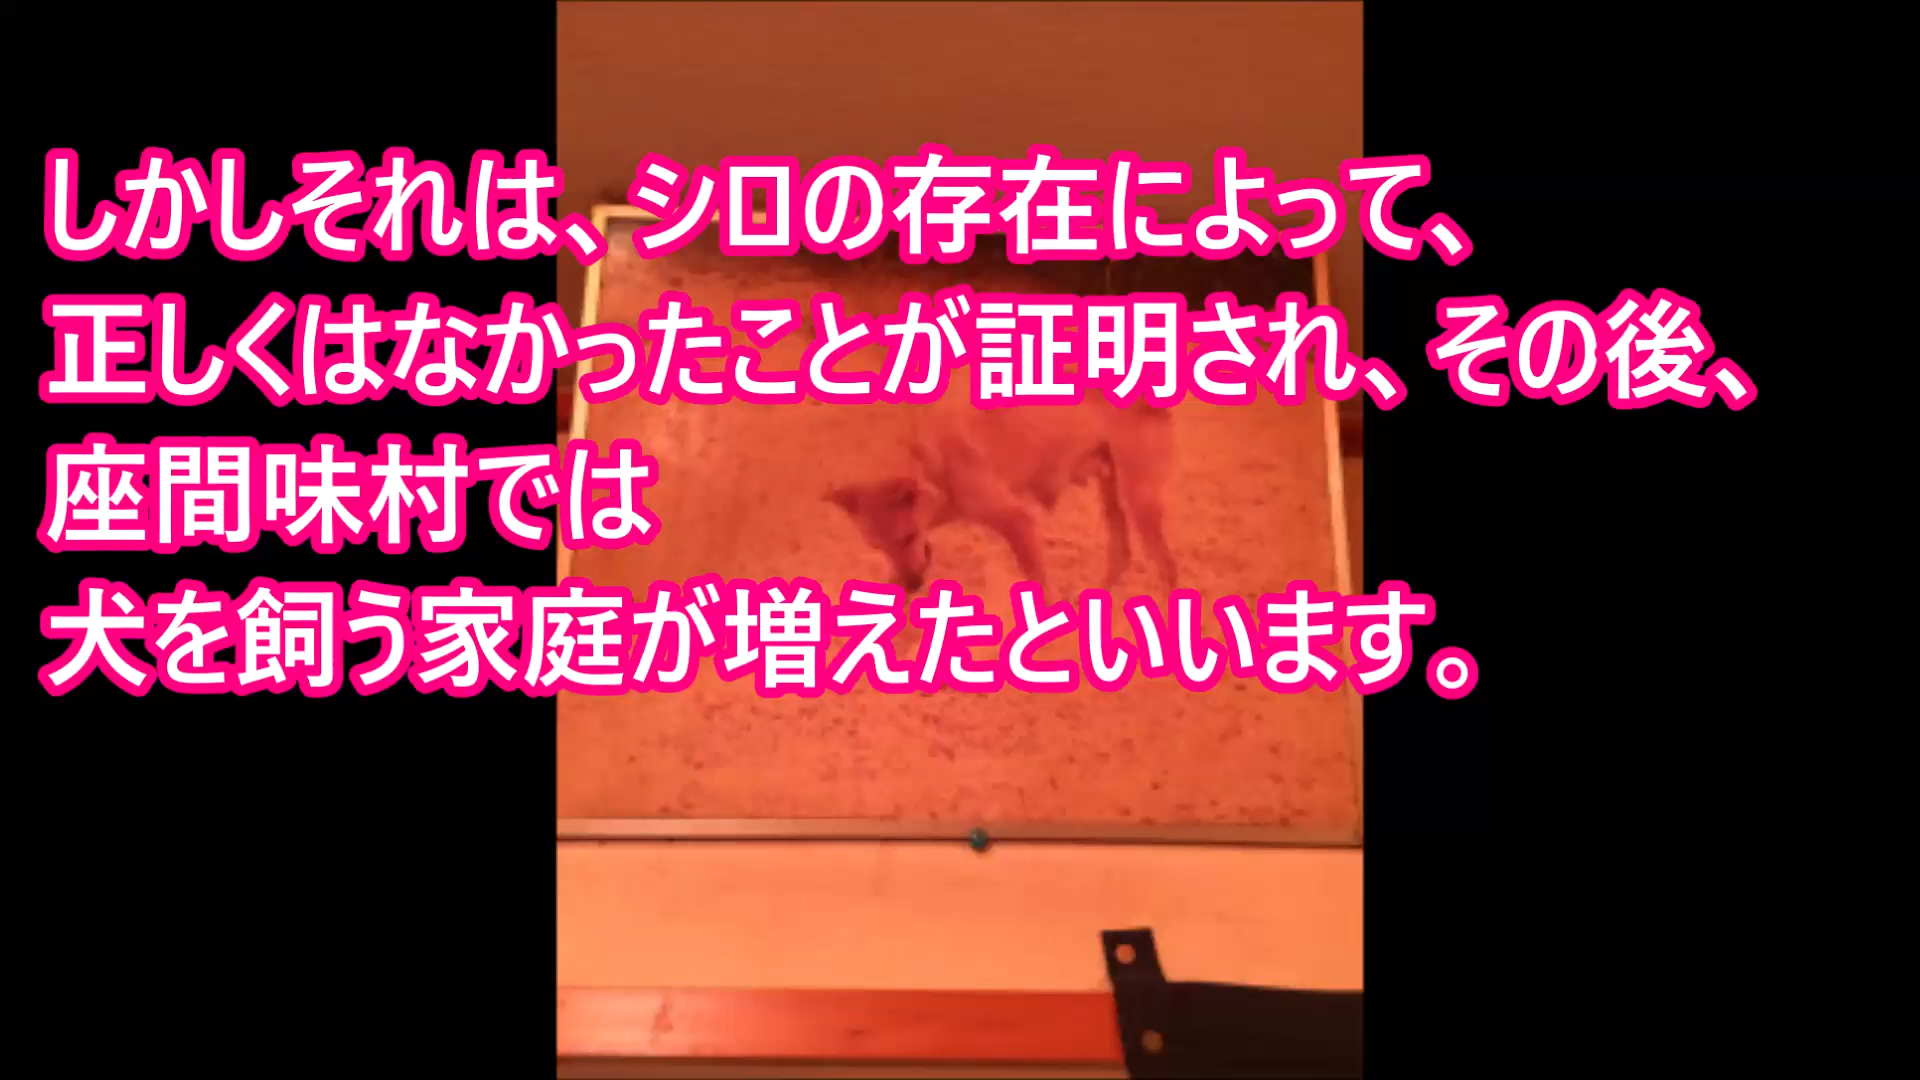 しかしそれは、シロの存在によって、
正しくはなかったことが証明され、その後、
座間味村では
犬を飼う家庭が増えたといいます。